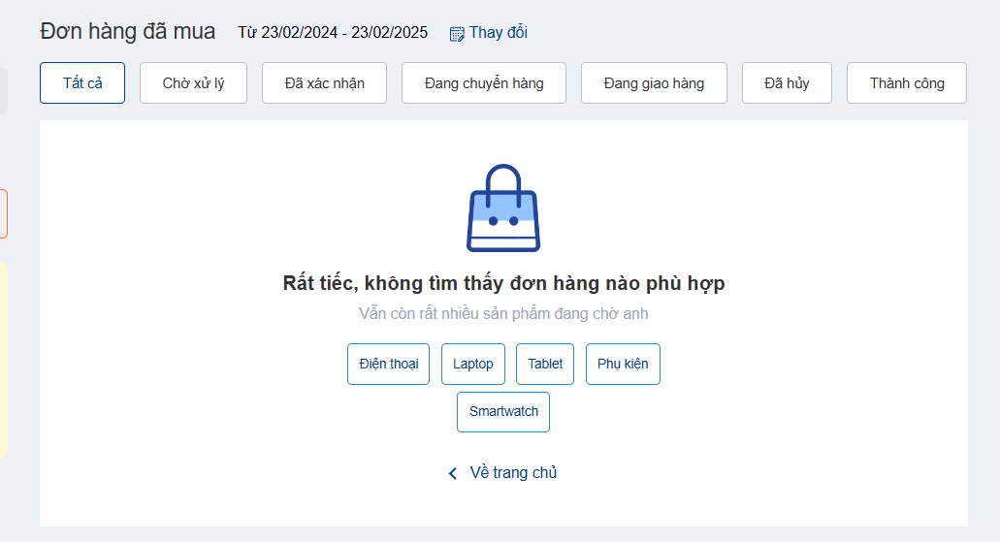 Đơn hàng đã mua Từ 23/02/2024 - 23/02/2025 Thay đổi
Tất cả Chờ xử lý Đã xác nhận Đang chuyển hàng Đang giao hàng Đã hủy Thành công
Rất tiếc, không tìm thấy đơn hàng nào phù hợp
Vẫn còn rất nhiều sản phẩm đang chờ anh
Điện thoại Laptop Tablet Phụ kiện
Smartwatch
Về trang chủ